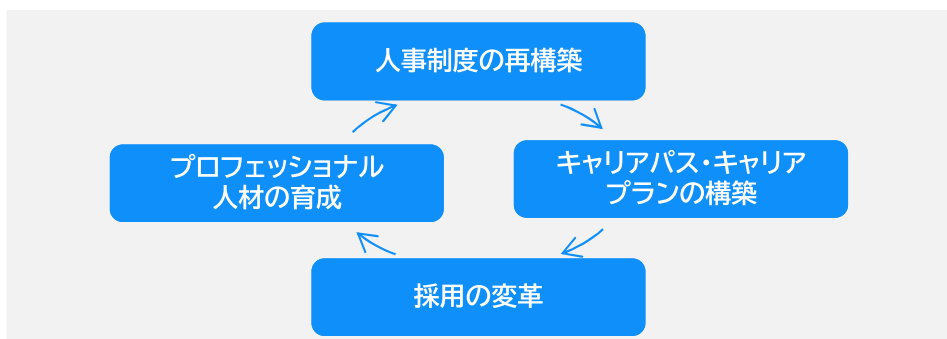 人事制度の再構築
プロフェッショナル
人材の育成
キャリアパス・キャリア
プランの構築
採用の変革